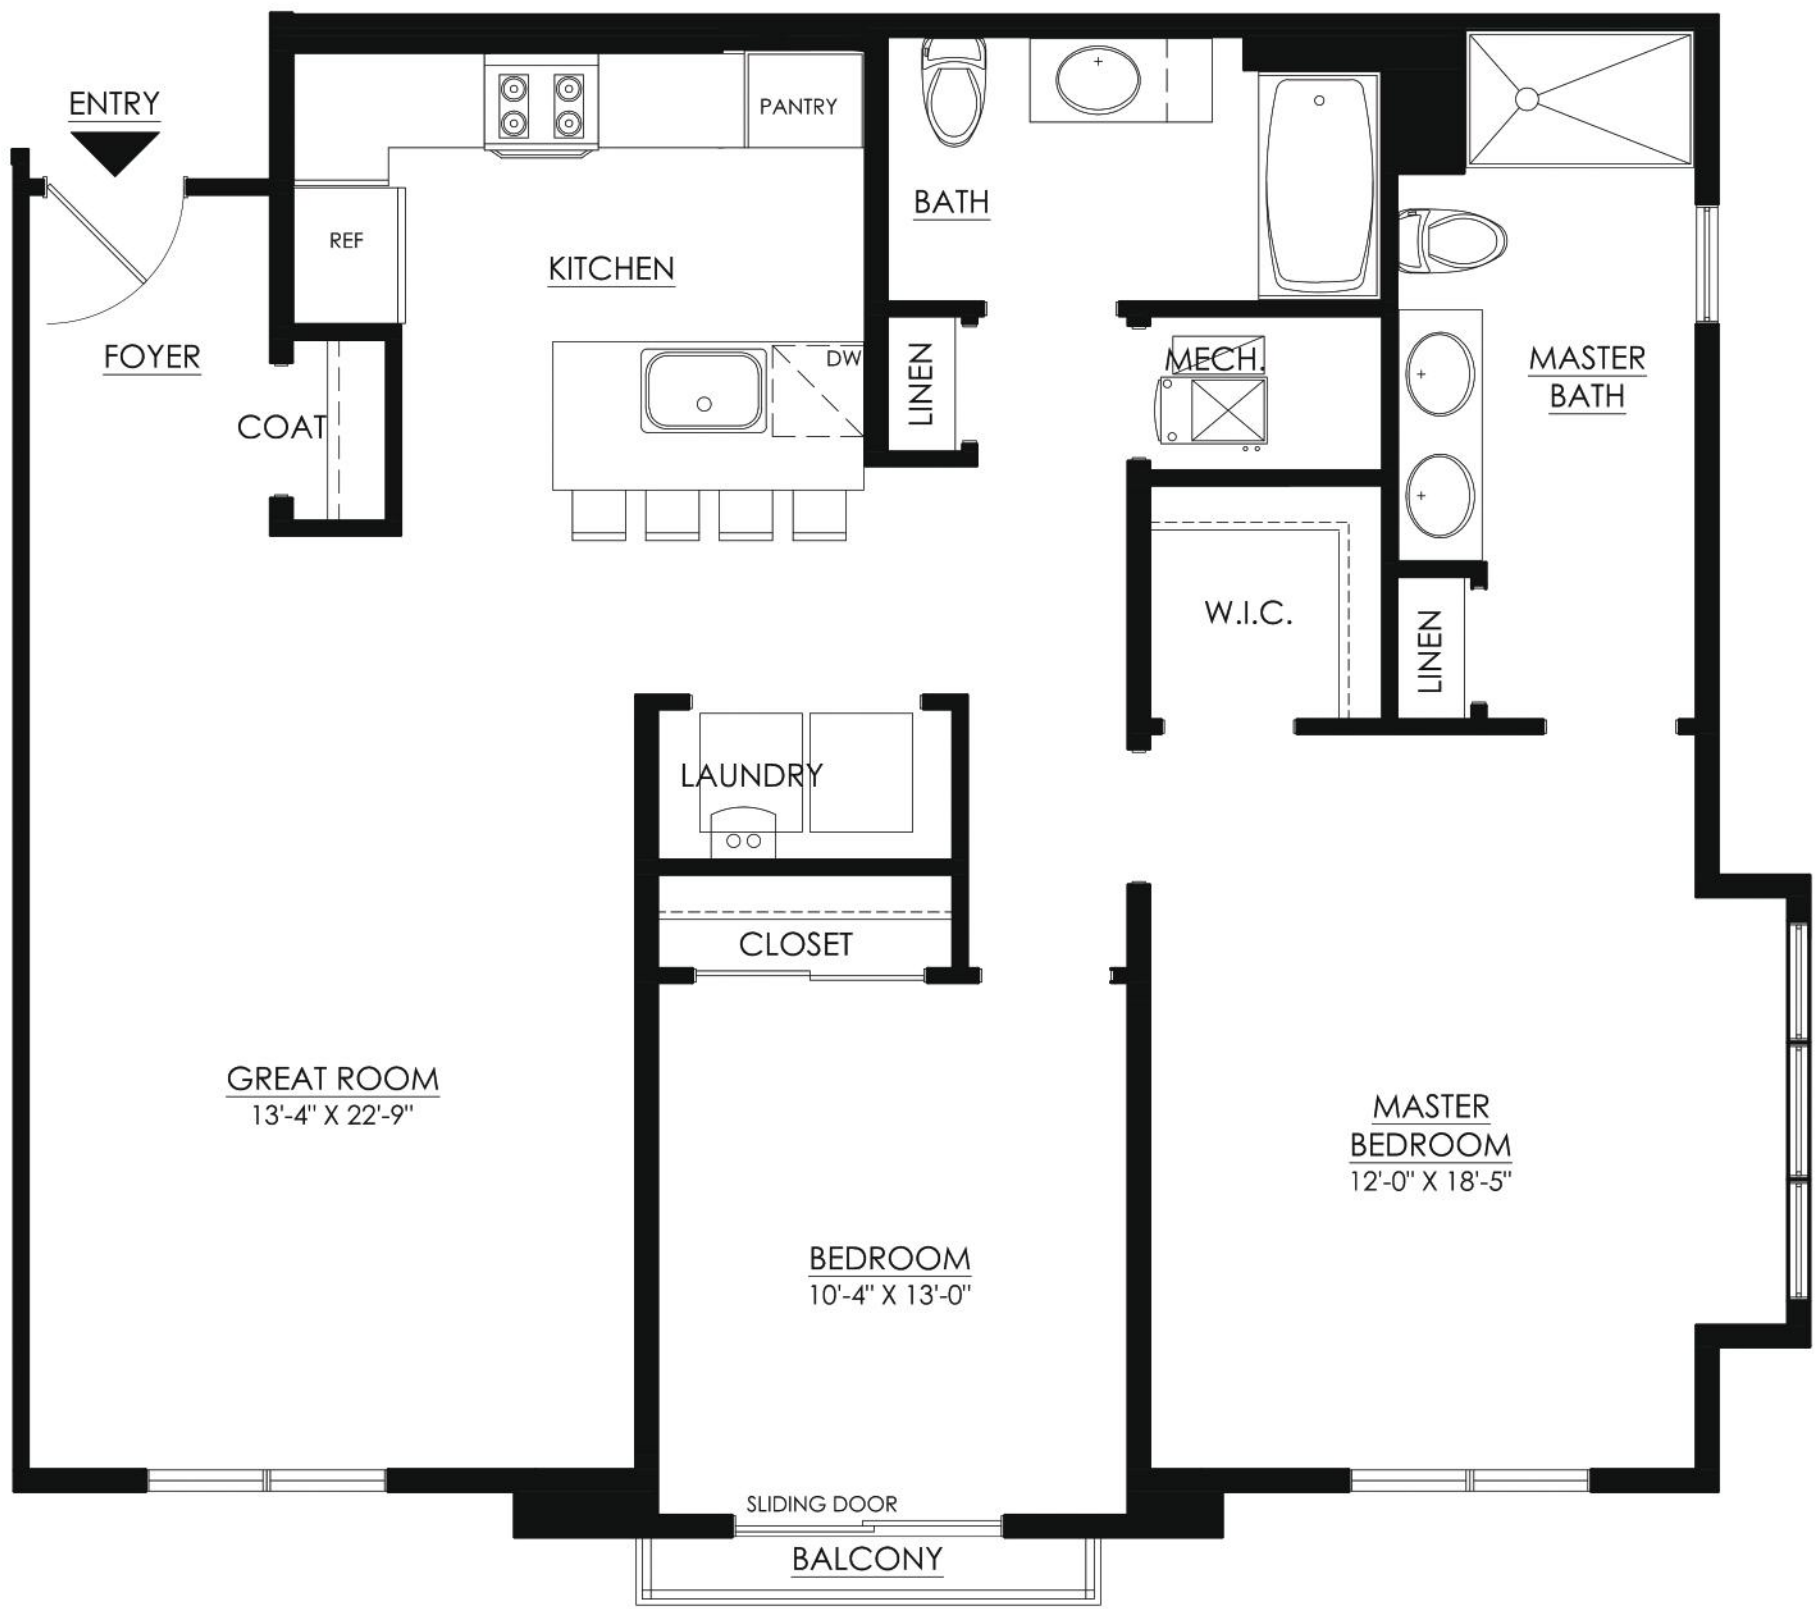 ENTRY
PANTRY
BATH
REF
KITCHEN
FOYER
DW
LINEN
MECH.
MASTER
BATH
COAT
W.I.C.
LINEN
LAUNDRY
CLOSET
GREAT ROOM
13'-4" X 22'-9"
MASTER
BEDROOM
12'-0" X 18'-5"
BEDROOM
10'-4" X 13'-0"
SLIDING DOOR
BALCONY